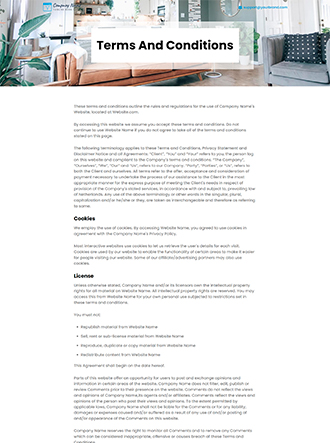 Company N
Terms And Conditions
These terms and conditions outline the rules and regulations for the use of Company Name's
Website, located at Website.com.
By accessing this website we assume you accept these terms and conditions. Do not
continue to use Website Name if you do not agree to take all of the terms and conditions
stated on this page.
The following terminology applies to these Terms and Conditions, Privacy Statement and
Disclaimer Notice and all Agreements: "Client", "You" and "Your" refers to you, the person log
on this website and compliant to the Company's terms and conditions. "The Company",
"Ourselves", "We", "Our" and "Us", refers to our Company. "Party", "Parties", or "Us", refers to
both the Client and ourselves. All terms refer to the offer, acceptance and consideration of
payment necessary to undertake the process of our assistance to the Client in the most
appropriate manner for the express purpose of meeting the Client's needs in respect of
provision of the Company's stated services, in accordance with and subject to, prevailing law
of Netherlands. Any use of the above terminology or other words in the singular, plural,
capitalization and/or he/she or they, are taken as interchangeable and therefore as referring
to same.
Cookies
We employ the use of cookies. By accessing Website Name, you agreed to use cookies in
agreement with the Company Name's Privacy Policy.
Most interactive websites use cookies to let us retrieve the user's details for each visit.
Cookies are used by our website to enable the functionality of certain areas to make it easier
for people visiting our website. Some of our affiliate/advertising partners may also use
cookies.
License
Unless otherwise stated, Company Name and/or its licensors own the intellectual property
rights for all material on Website Name. All intellectual property rights are reserved. You may
access this from Website Name for your own personal use subjected to restrictions set in
these terms and conditions.
You must not:
• Republish material from Website Name
• Sell, rent or sub-license material from Website Name
• Reproduce, duplicate or copy material from Website Name
• Redistribute content from Website Name
This Agreement shall begin on the date hereof.
Parts of this website offer an opportunity for users to post and exchange opinions and
information in certain areas of the website. Company Name does not filter, edit, publish or
review Comments prior to their presence on the website. Comments do not reflect the views
and opinions of Company Name,its agents and/or affiliates. Comments reflect the views and
opinions of the person who post their views and opinions. To the extent permitted by
applicable laws, Company Name shall not be liable for the Comments or for any liability,
damages or expenses caused and/or suffered as a result of any use of and/or posting of
and/or appearance of the Comments on this website.
Company Name reserves the right to monitor all Comments and to remove any Comments
which can be considered inappropriate, offensive or causes breach of these Terms and
Conditions.